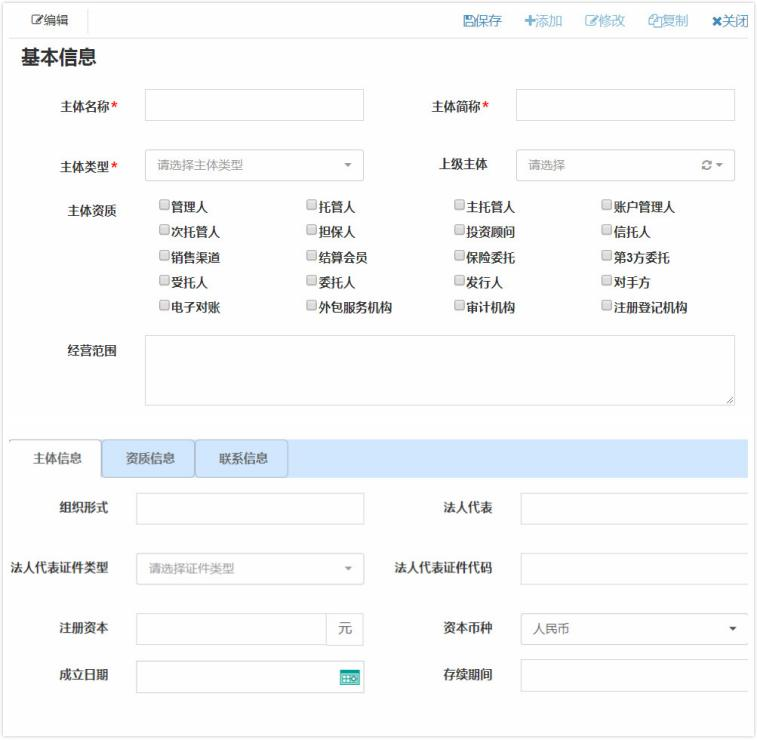 编辑 保存 添加 修改 复制 关闭
基本信息
主体名称* 主体简称*
主体类型* 请选择主体类型 上级主体 请选择
主体资质 管理人 托管人 主托管人 账户管理人
次托管人 担保人 投资顾问 信托人
销售渠道 结算会员 保险委托 第3方委托
受托人 委托人 发行人 对手方
电子对账 外包服务机构 审计机构 注册登记机构
经营范围
主体信息 资质信息 联系信息
组织形式 法人代表
法人代表证件类型 请选择证件类型 法人代表证件代码
注册资本 元 资本币种 人民币
成立日期 存续期间